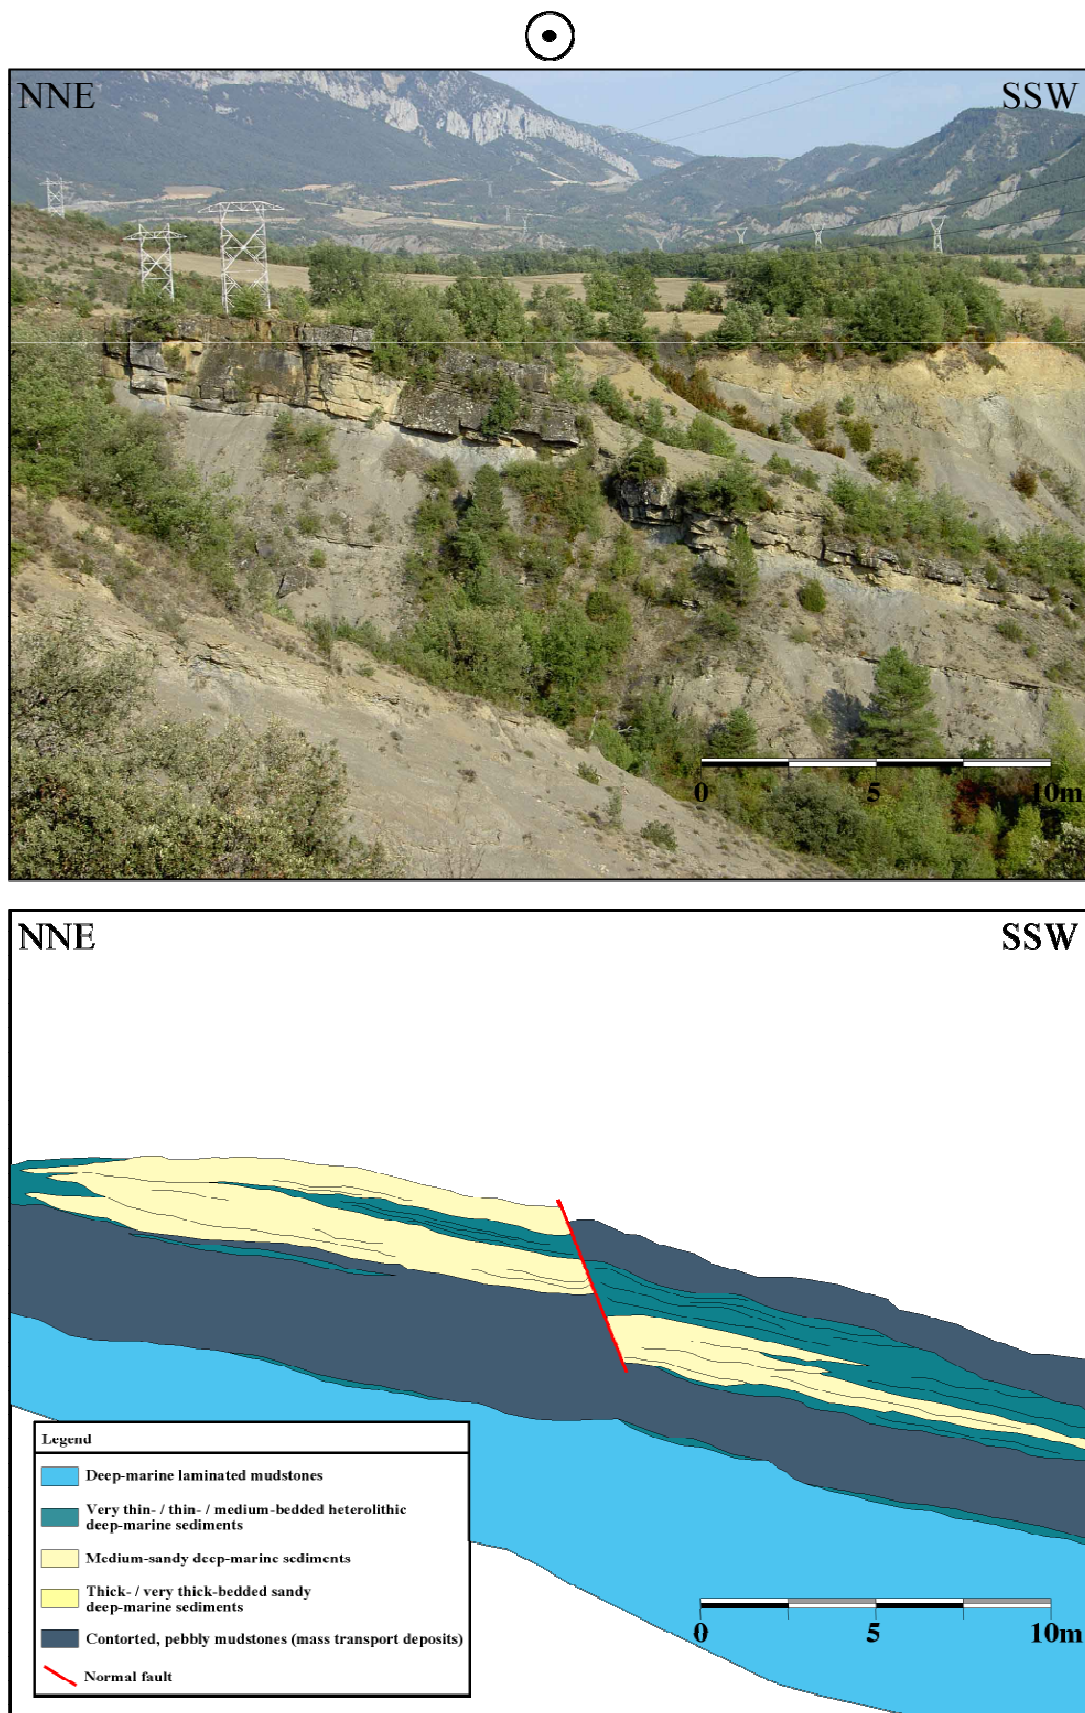 NNE SSW
0 5 10m
NNE SSW
Legend
Deep-marine laminated mudstones
Very thin- / thin- / medium-bedded heterolithic
deep-marine sediments
Medium-sandy deep-marine sediments
Thick- / very thick-bedded sandy
deep-marine sediments
Contorted, pebbly mudstones (mass transport deposits)
Normal fault
0 5 10m